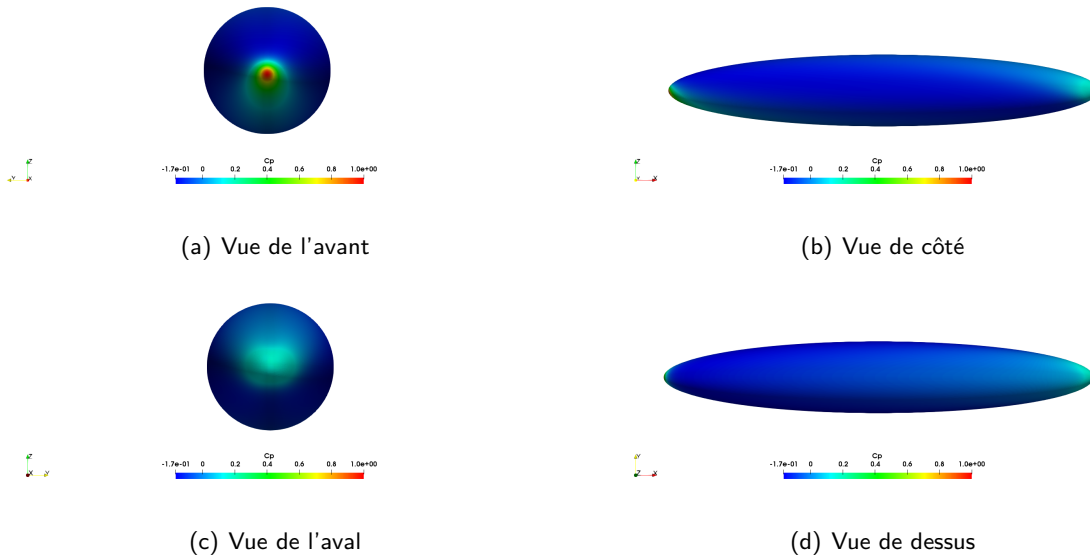 Cp
-1.7e-01 0 0.2 0.4 0.6 0.8 1.0e+00
Z
Y
X
(a) Vue de l'avant
Cp
-1.7e-01 0 0.2 0.4 0.6 0.8 1.0e+00
Z
Y
X
(b) Vue de côté
Cp
-1.7e-01 0 0.2 0.4 0.6 0.8 1.0e+00
Z
X
Y
(c) Vue de l'aval
Cp
-1.7e-01 0 0.2 0.4 0.6 0.8 1.0e+00
Y
Z
X
(d) Vue de dessus